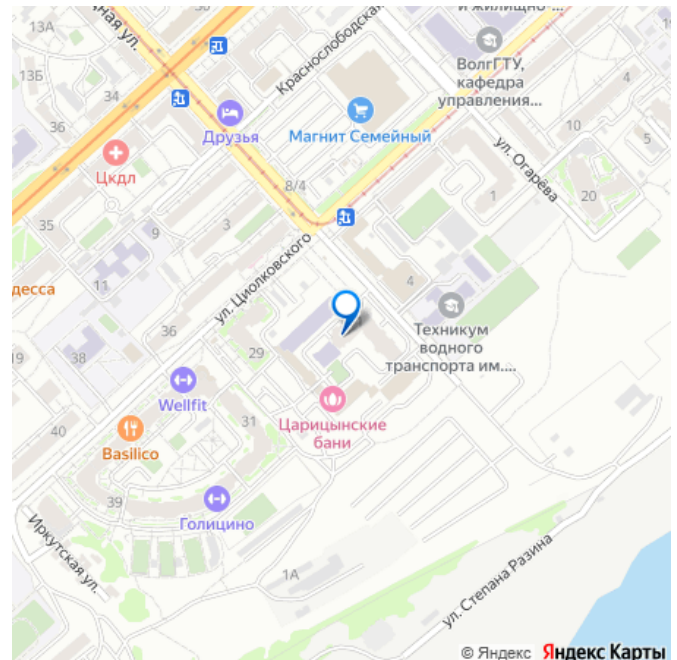 13А
ная ул.
Краснослободская
и жилищно-...
ВолгГТУ,
кафедра
управления...
13Б
34
36
Друзья
Магнит Семейный
4
10
5
Цкдл
ул. Огарёва
8/4
20
1
35
3
9
ул. Циолковского
4
десса
11
Техникум
водного
транспорта им....
36
29
19
38
Wellfit
Царицынские
бани
31
40
Basilico
39
Голицино
Иркутская ул.
1А
ул. Степана Разина
© Яндекс Яндекс Карты